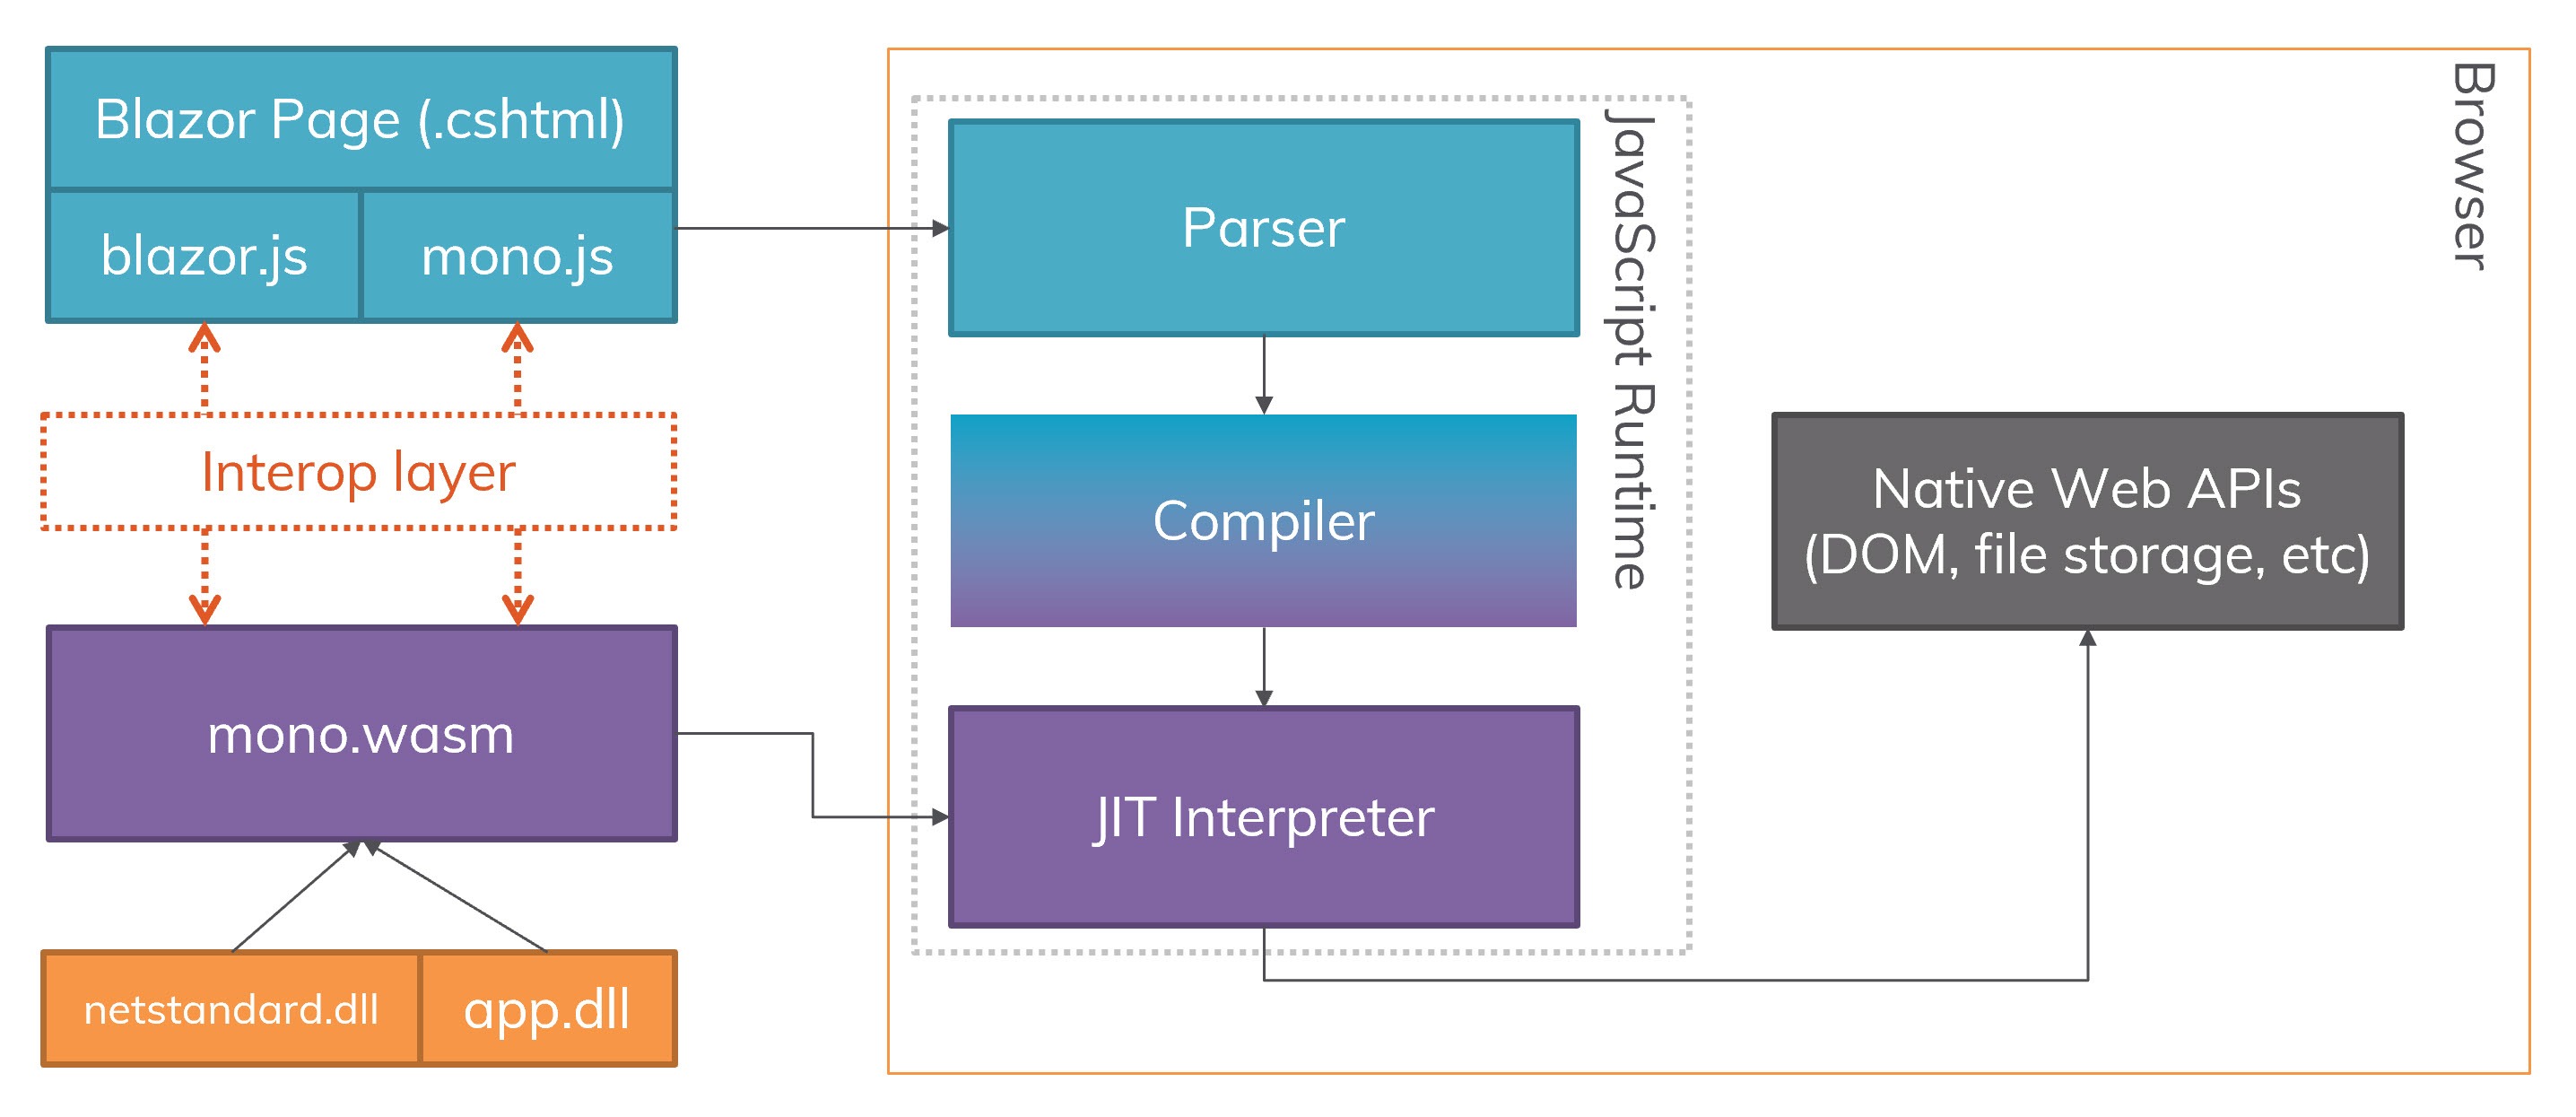 Blazor Page (.cshtml)
blazor.js
mono.js
Interop layer
mono.wasm
netstandard.dll
app.dll
Parser
Compiler
JIT Interpreter
JavaScript Runtime
Native Web APIs
(DOM, file storage, etc)
Browser